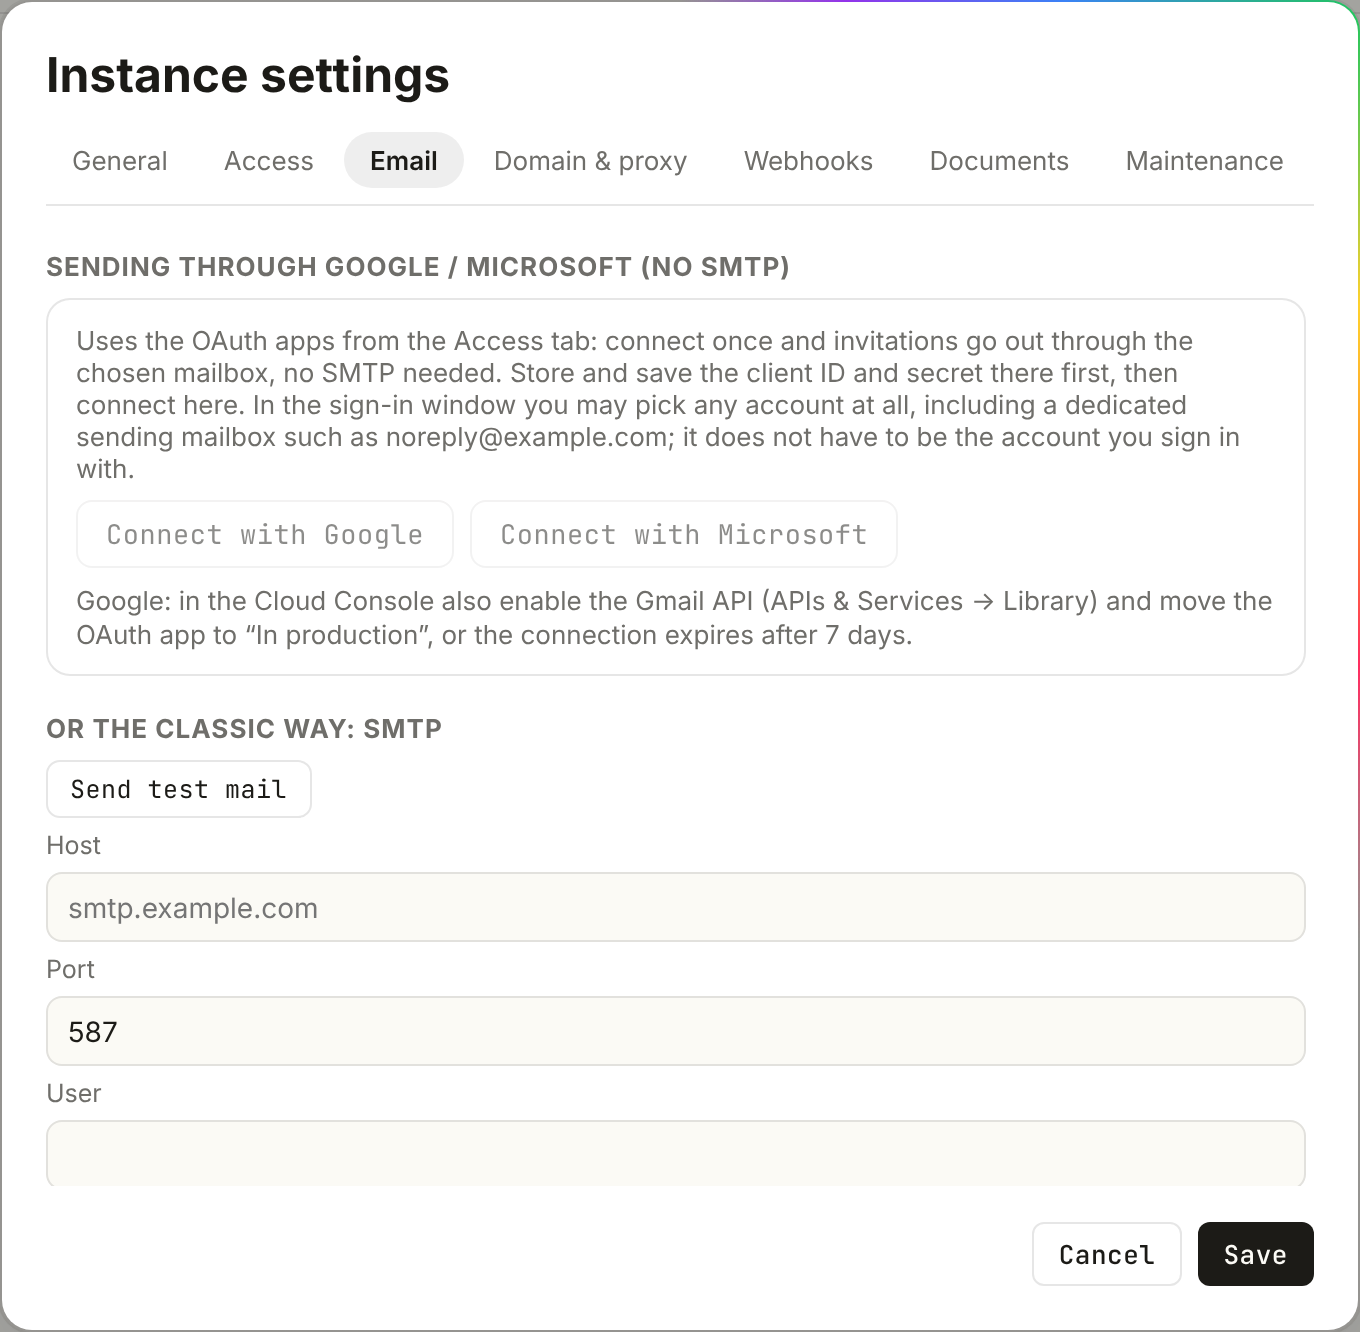 Instance settings
General Access Email Domain & proxy Webhooks Documents Maintenance
SENDING THROUGH GOOGLE / MICROSOFT (NO SMTP)
Uses the OAuth apps from the Access tab: connect once and invitations go out through the
chosen mailbox, no SMTP needed. Store and save the client ID and secret there first, then
connect here. In the sign-in window you may pick any account at all, including a dedicated
sending mailbox such as noreply@example.com; it does not have to be the account you sign in
with.
Connect with Google Connect with Microsoft
Google: in the Cloud Console also enable the Gmail API (APIs & Services → Library) and move the
OAuth app to “In production”, or the connection expires after 7 days.
OR THE CLASSIC WAY: SMTP
Send test mail
Host
smtp.example.com
Port
587
User
Cancel Save